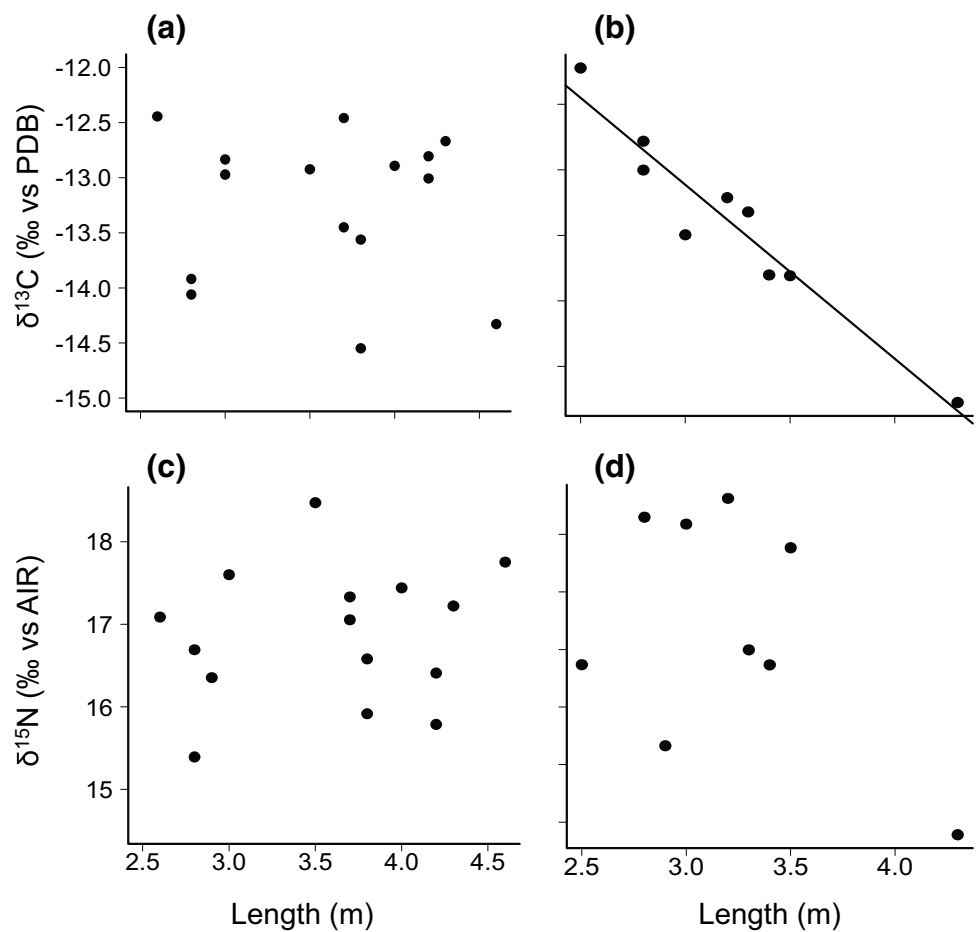 (a)
(b)
δ¹³C (‰ vs PDB)
-12.0
-12.5
-13.0
-13.5
-14.0
-14.5
-15.0
(c)
(d)
δ¹⁵N (‰ vs AIR)
18
17
16
15
2.5 3.0 3.5 4.0 4.5
2.5 3.0 3.5 4.0
Length (m)
Length (m)